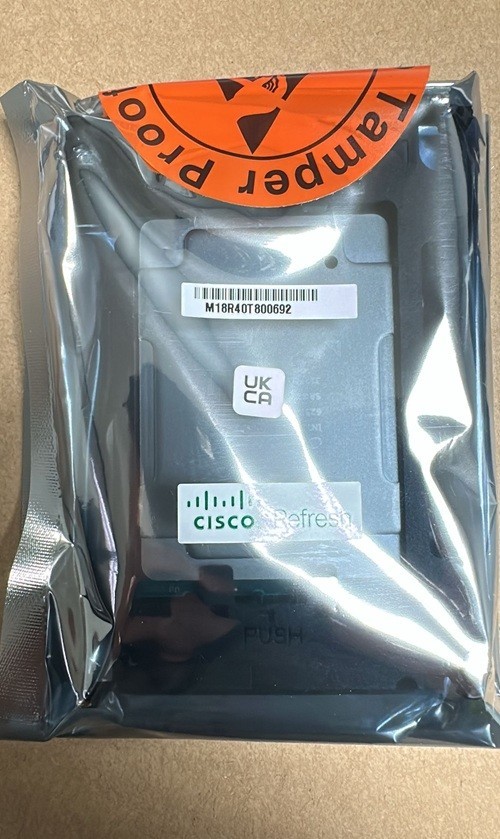 Tamper Proof
M18R40T800692
UK
CA
CISCO Refresh
PUSH